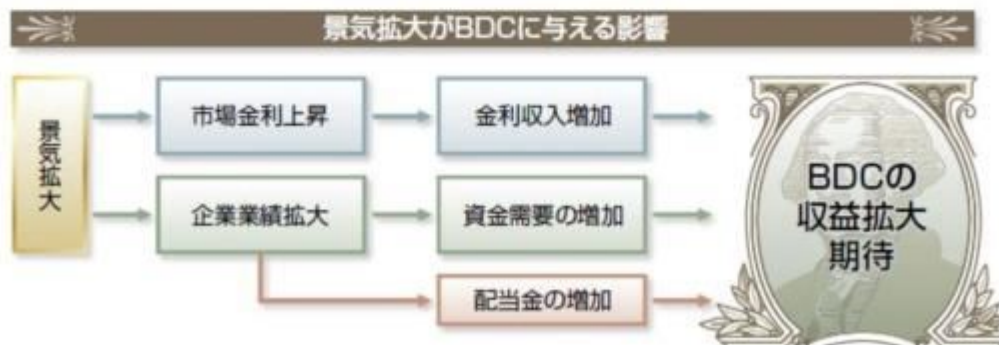 景気拡大がBDCに与える影響
景気拡大
市場金利上昇
金利収入増加
企業業績拡大
資金需要の増加
配当金の増加
BDCの
収益拡大
期待